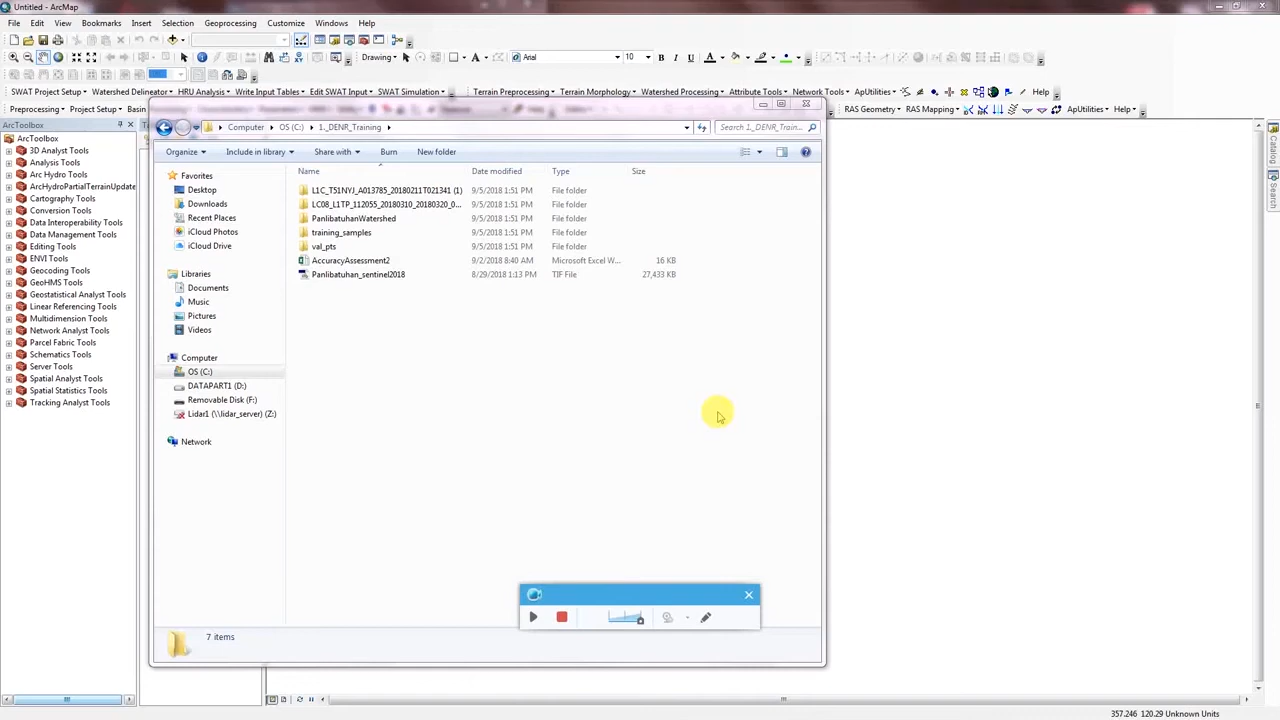 Untitled - ArcMap
File Edit View Bookmarks Insert Selection Geoprocessing Customize Windows Help
Drawing Arial 10 B I U A
SWAT Project Setup Watershed Delineator HRU Analysis Write Input Tables Edit SWAT Input SWAT Simulation Terrain Preprocessing Terrain Morphology Watershed Processing Attribute Tools Network Tools ApUtilities Help
Preprocessing Project Setup RAS Geometry RAS Mapping ApUtilities Help
ArcToolbox
ArcToolbox
3D Analyst Tools
Analysis Tools
Arc Hydro Tools
ArcHydroPartialTerrainUpdate
Cartography Tools
Conversion Tools
Data Interoperability Tools
Data Management Tools
Editing Tools
ENVI Tools
Geocoding Tools
GeoHMS Tools
Geostatistical Analyst Tools
Linear Referencing Tools
Multidimension Tools
Network Analyst Tools
Parcel Fabric Tools
Schematics Tools
Server Tools
Spatial Analyst Tools
Spatial Statistics Tools
Tracking Analyst Tools
Computer OS (C:) 1._DENR_Training Search 1._DENR_Train...
Organize Include in library Share with Burn New folder
Favorites
Desktop
Downloads
Recent Places
iCloud Photos
iCloud Drive
Libraries
Documents
Music
Pictures
Videos
Computer
OS (C:)
DATAPART1 (D:)
Removable Disk (F:)
Lidar1 (\\lidar_server) (Z:)
Network
Name Date modified Type Size
L1C_T51NYJ_A013785_20180211T021341 (1) 9/5/2018 1:51 PM File folder
LC08_L1TP_112055_20180310_20180320_0... 9/5/2018 1:51 PM File folder
PanlibatuhanWatershed 9/5/2018 1:51 PM File folder
training_samples 9/5/2018 1:51 PM File folder
val_pts 9/5/2018 1:51 PM File folder
AccuracyAssessment2 9/2/2018 8:40 AM Microsoft Excel W... 16 KB
Panlibatuhan_sentinel2018 8/29/2018 1:13 PM TIF File 27,433 KB
7 items
Catalog
Search
357.246 120.29 Unknown Units